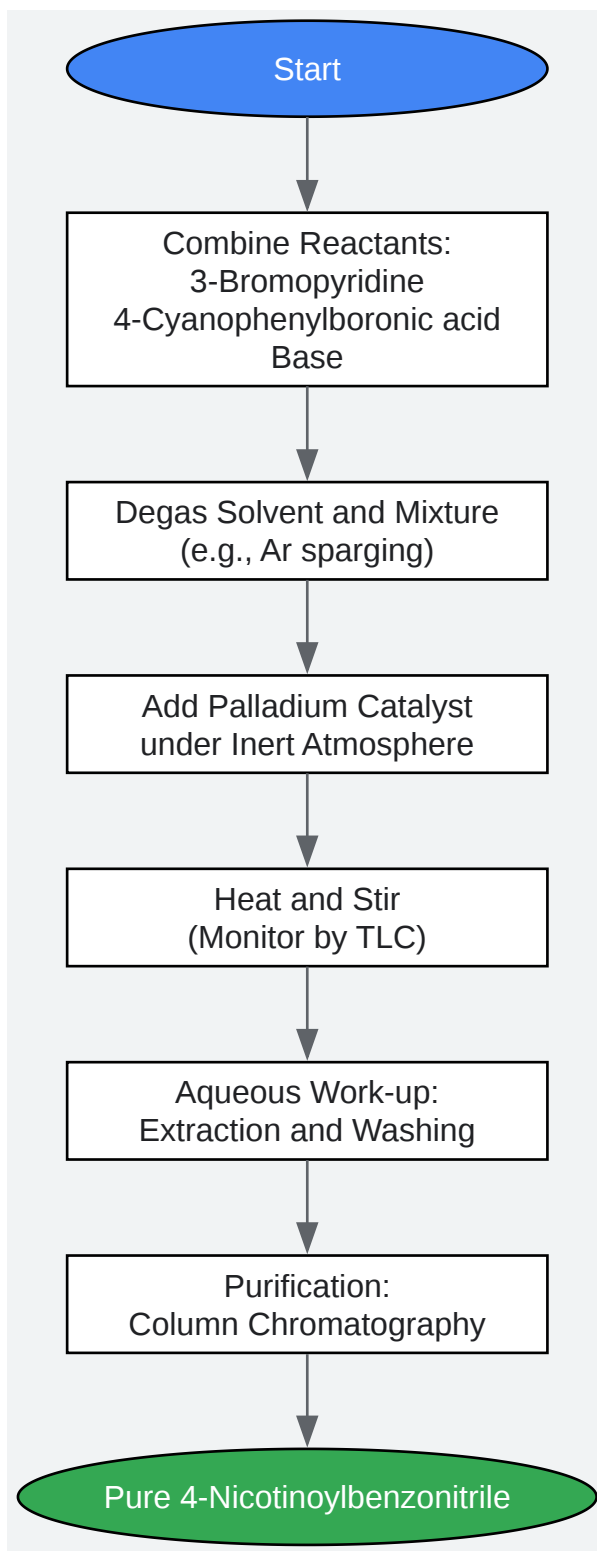 Start
Combine Reactants:
3-Bromopyridine
4-Cyanophenylboronic acid
Base
Degas Solvent and Mixture
(e.g., Ar sparging)
Add Palladium Catalyst
under Inert Atmosphere
Heat and Stir
(Monitor by TLC)
Aqueous Work-up:
Extraction and Washing
Purification:
Column Chromatography
Pure 4-Nicotinoylbenzonitrile